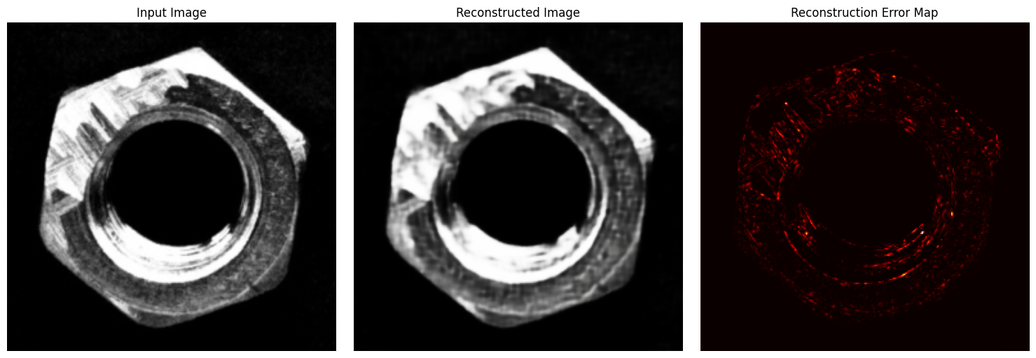 Input Image
Reconstructed Image
Reconstruction Error Map